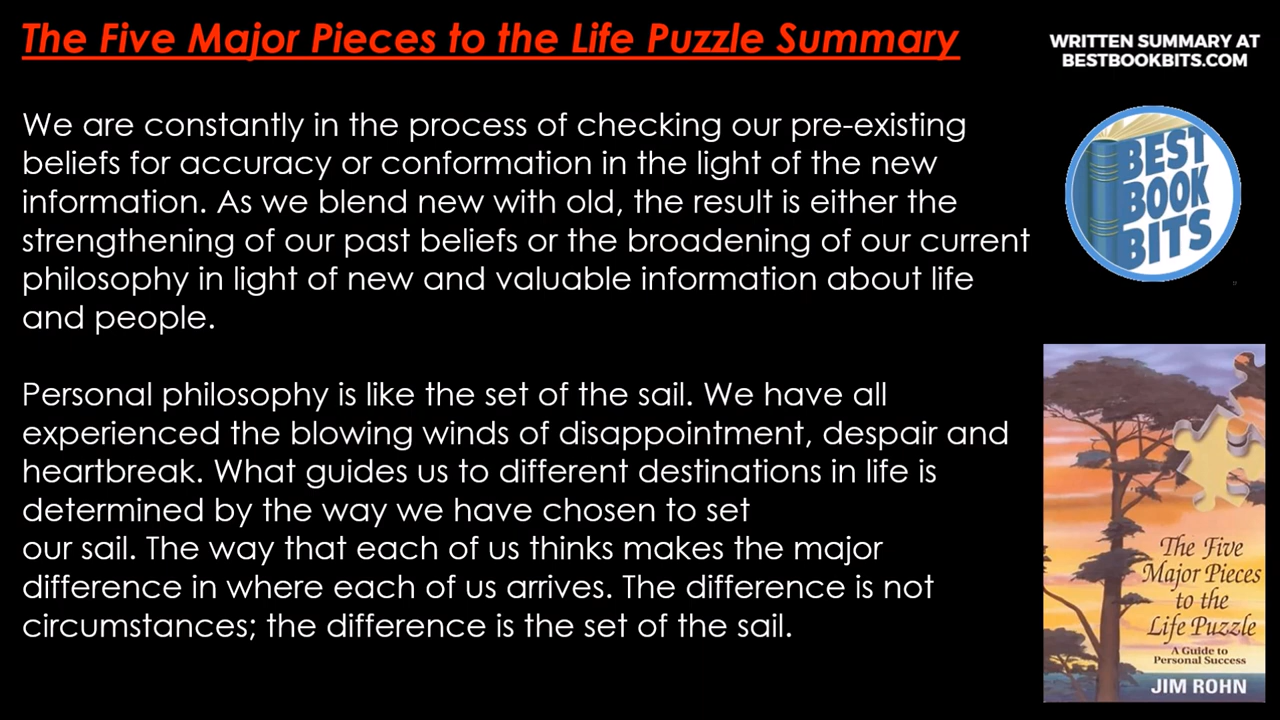 The Five Major Pieces to the Life Puzzle Summary
WRITTEN SUMMARY AT
BESTBOOKBITS.COM
We are constantly in the process of checking our pre-existing
beliefs for accuracy or conformation in the light of the new
information. As we blend new with old, the result is either the
strengthening of our past beliefs or the broadening of our current
philosophy in light of new and valuable information about life
and people.
Personal philosophy is like the set of the sail. We have all
experienced the blowing winds of disappointment, despair and
heartbreak. What guides us to different destinations in life is
determined by the way we have chosen to set
our sail. The way that each of us thinks makes the major
difference in where each of us arrives. The difference is not
circumstances; the difference is the set of the sail.
BEST
BOOK
BITS
The Five
Major Pieces
to the
Life Puzzle
A Guide to
Personal Success
JIM ROHN